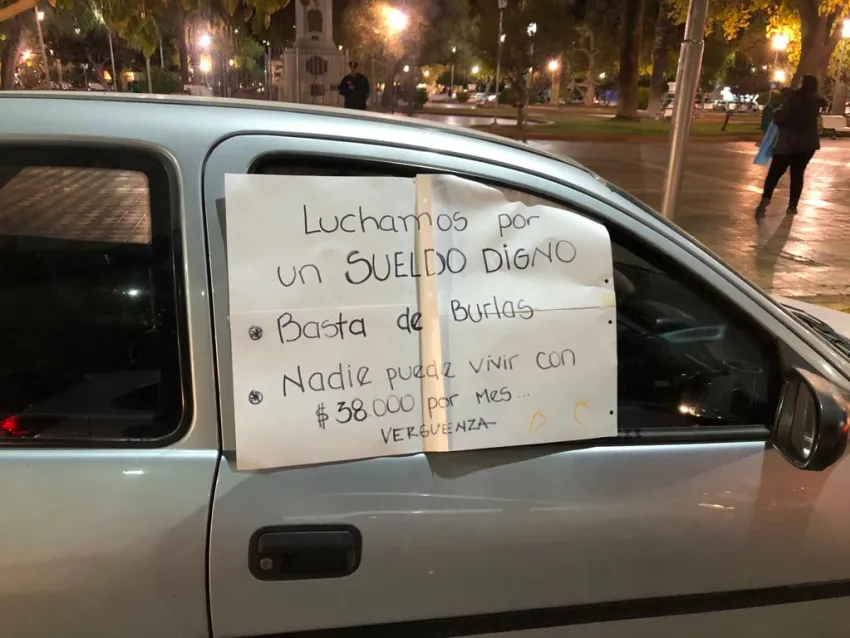 Luchamos por
un SUELDO DIGNO
Basta de Burlas
Nadie puede vivir con
$38.000 por mes...
VERGUENZA